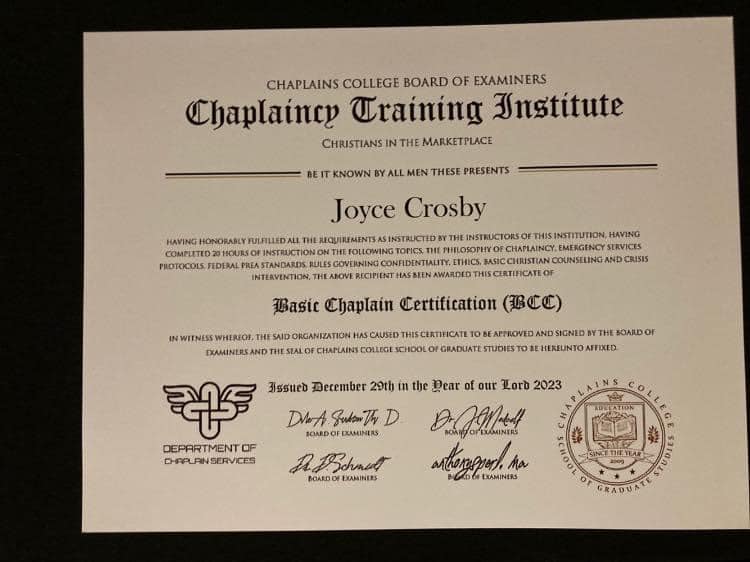 CHAPLAINS COLLEGE BOARD OF EXAMINERS
Chaplaincy Training Institute
CHRISTIANS IN THE MARKETPLACE
BE IT KNOWN BY ALL MEN THESE PRESENTS
Joyce Crosby
HAVING HONORABLY FULFILLED ALL THE REQUIREMENTS AS INSTRUCTED BY THE INSTRUCTORS OF THIS INSTITUTION, HAVING
COMPLETED 20 HOURS OF INSTRUCTION ON THE FOLLOWING TOPICS, THE PHILOSOPHY OF CHAPLAINCY, EMERGENCY SERVICES
PROTOCOLS, FEDERAL PREA STANDARDS, RULES GOVERNING CONFIDENTIALITY, ETHICS, BASIC CHRISTIAN COUNSELING AND CRISIS
INTERVENTION, THE ABOVE RECIPIENT HAS BEEN AWARDED THIS CERTIFICATE OF
Basic Chaplain Certification (BCC)
IN WITNESS WHEREOF, THE SAID ORGANIZATION HAS CAUSED THIS CERTIFICATE TO BE APPROVED AND SIGNED BY THE BOARD OF
EXAMINERS AND THE SEAL OF CHAPLAINS COLLEGE SCHOOL OF GRADUATE STUDIES TO BE HEREUNTO AFFIXED.
Issued December 29th in the Year of our Lord 2023
BOARD OF EXAMINERS
BOARD OF EXAMINERS
DEPARTMENT OF
CHAPLAIN SERVICES
BOARD OF EXAMINERS
BOARD OF EXAMINERS
CHAPLAINS COLLEGE
SCHOOL OF GRADUATE STUDIES
EDUCATION
SINCE THE YEAR
2009